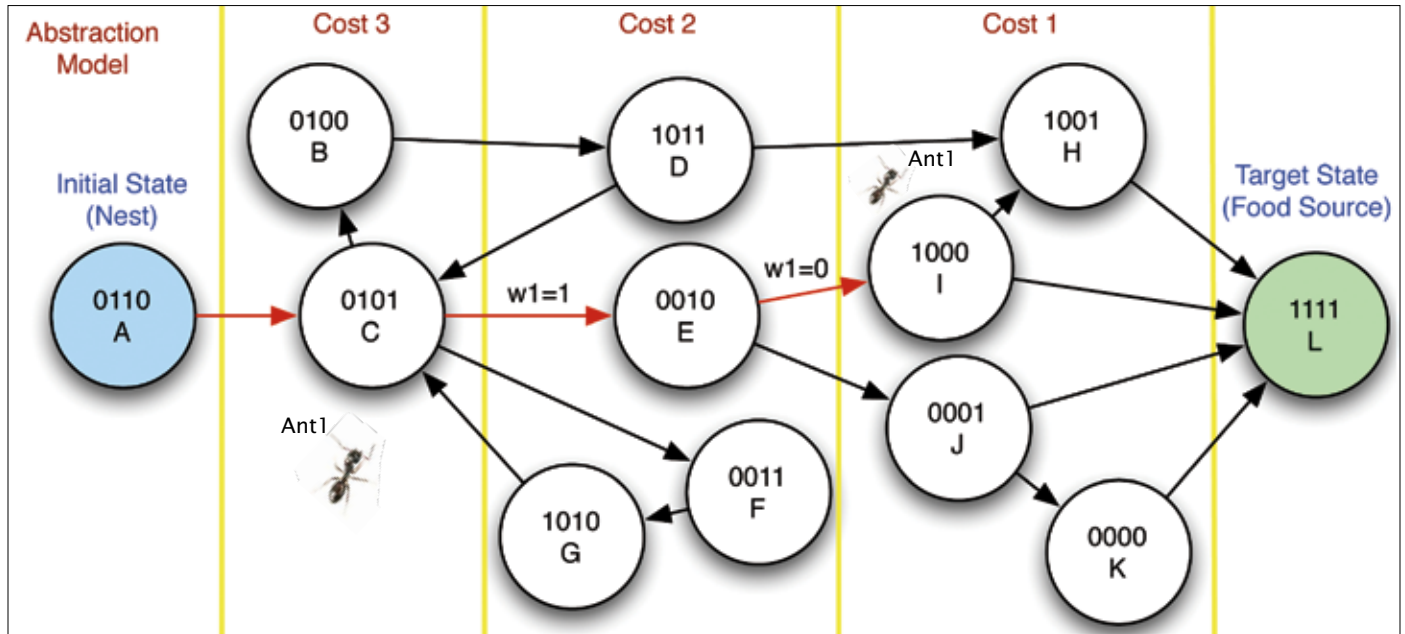 Abstraction
Model
Cost 3
Cost 2
Cost 1
Initial State
(Nest)
0110
A
0100
B
0101
C
Ant1
w1=1
1011
D
0010
E
0011
F
1010
G
w1=0
Ant1
1001
H
1000
I
0001
J
0000
K
Target State
(Food Source)
1111
L